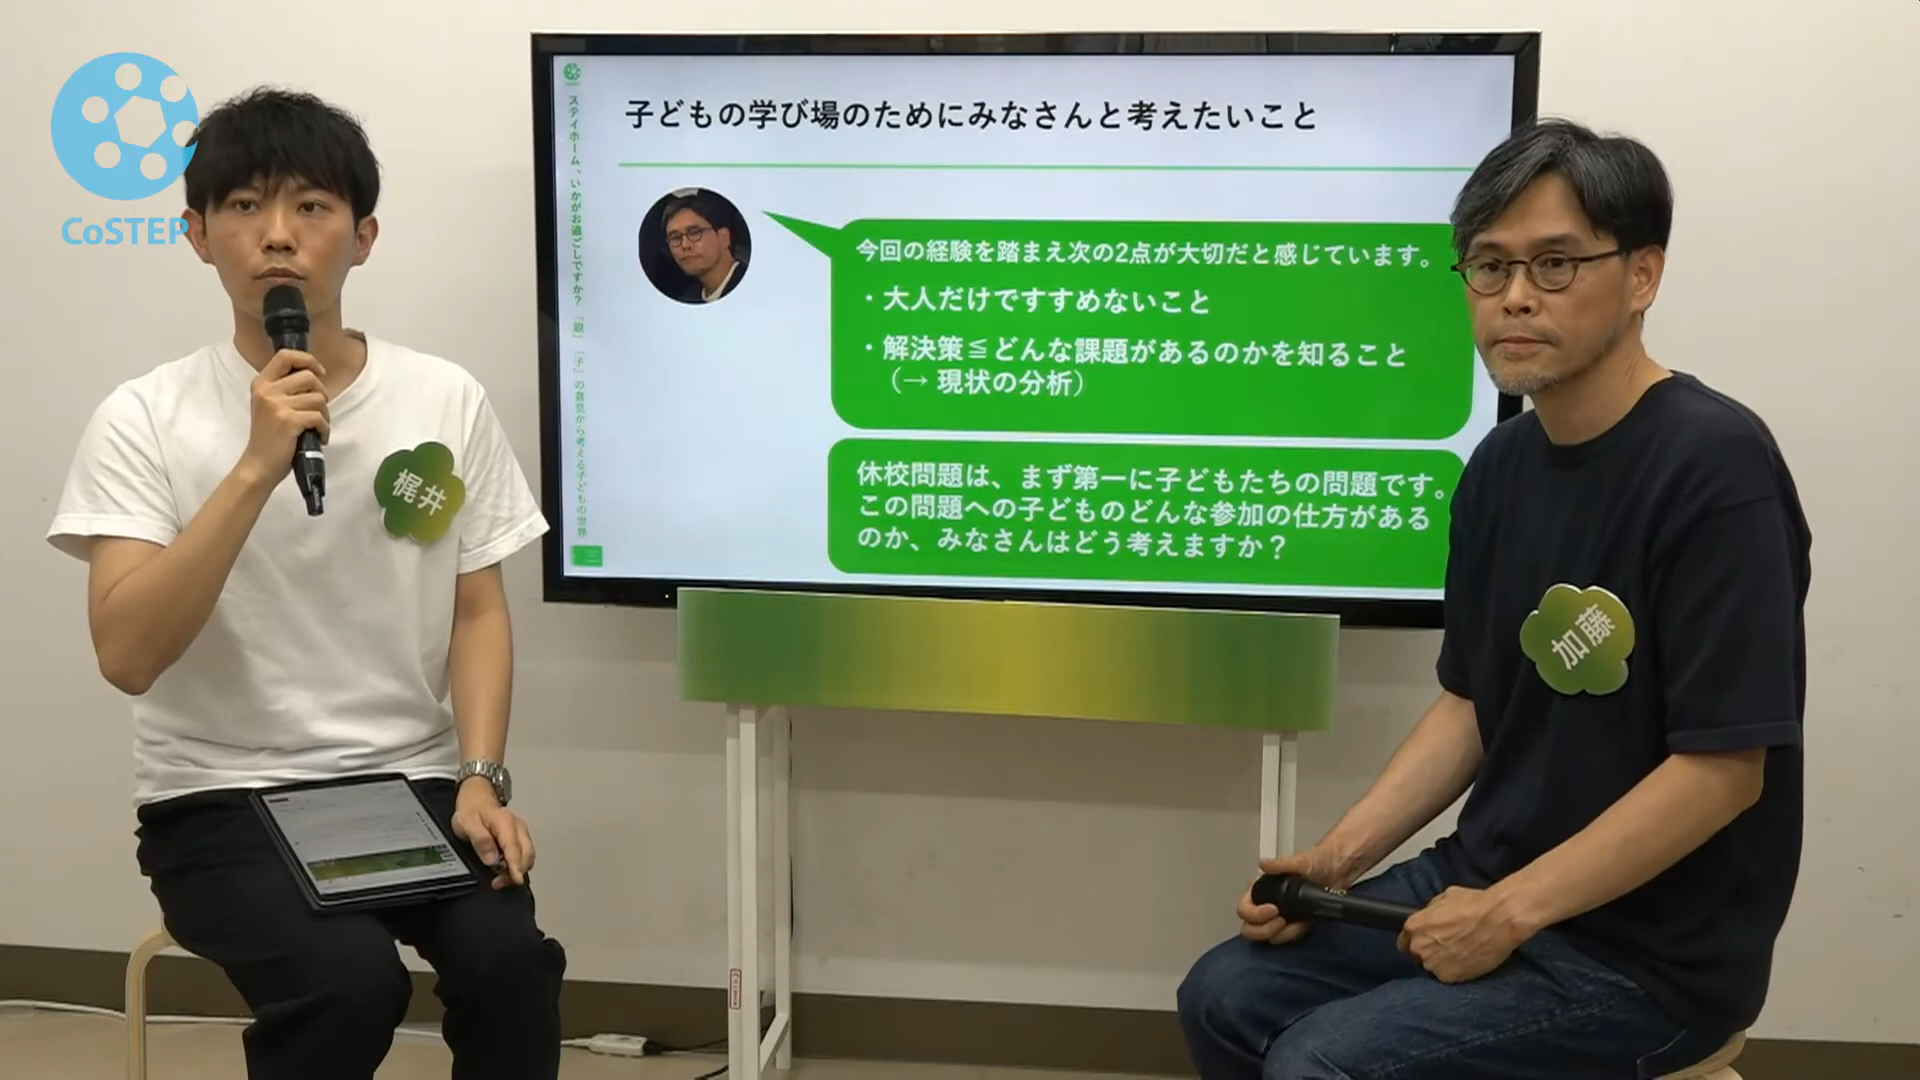 CoSTEP
ステイホーム、いかがお過ごしですか？「親」「子」の意見から考える子どもの世界
子どもの学び場のためにみなさんと考えたいこと
今回の経験を踏まえ次の2点が大切だと感じています。
・大人だけですすめないこと
・解決策≦どんな課題があるのかを知ること
（→ 現状の分析）
休校問題は、まず第一に子どもたちの問題です。
この問題への子どものどんな参加の仕方がある
のか、みなさんはどう考えますか？
梶井
加藤